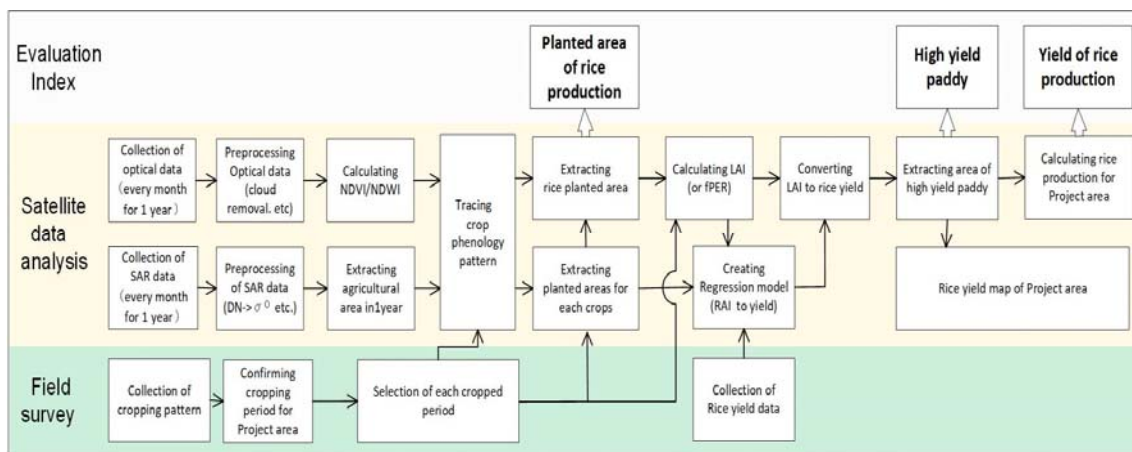 Evaluation
Index
Planted area
of rice
production
High yield
paddy
Yield of rice
production
Satellite
data
analysis
Collection of
optical data
(every month
for 1 year)
Preprocessing
Optical data
(cloud
removal. etc)
Calculating
NDVI/NDWI
Tracing
crop
phenology
pattern
Extracting
rice planted area
Calculating LAI
(or fPER)
Converting
LAI to rice yield
Extracting area of
high yield paddy
Calculating rice
production for
Project area
Collection of
SAR data
(every month
for 1 year)
Preprocessing
of SAR data
(DN->σ⁰ etc.)
Extracting
agricultural
area in1year
Extracting
planted areas for
each crops
Creating
Regression model
(RAI to yield)
Rice yield map of Project area
Field
survey
Collection of
cropping pattern
Confirming
cropping
period for
Project area
Selection of each cropped
period
Collection of
Rice yield data